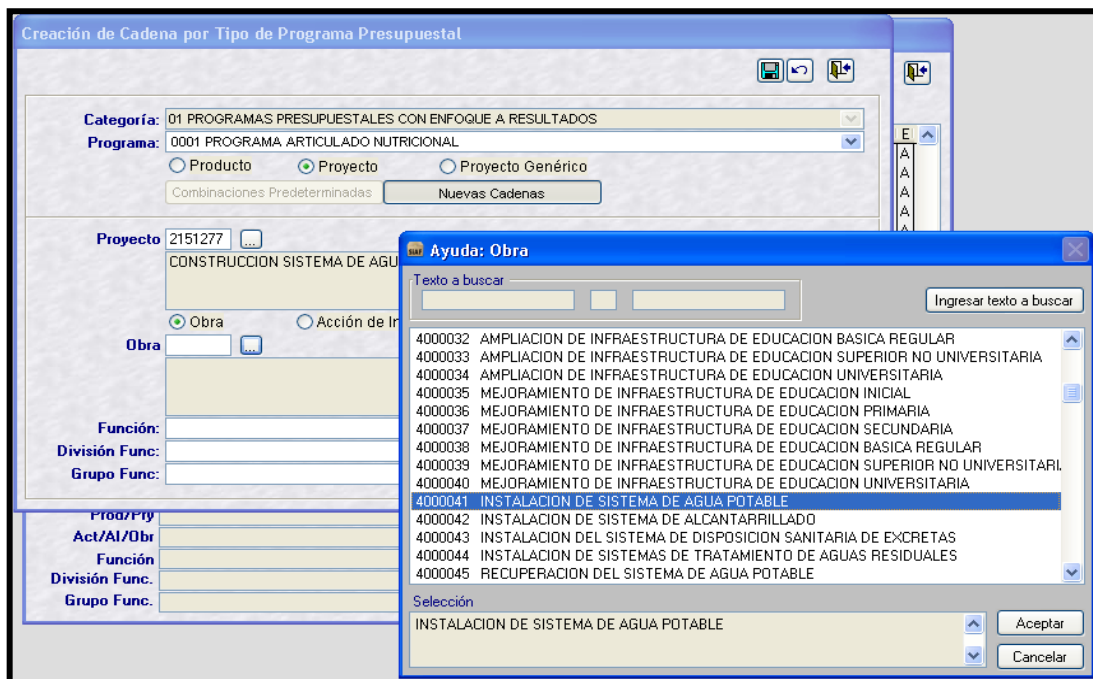 Creación de Cadena por Tipo de Programa Presupuestal
Categoría: 01 PROGRAMAS PRESUPUESTALES CON ENFOQUE A RESULTADOS
Programa: 0001 PROGRAMA ARTICULADO NUTRICIONAL
Producto Proyecto Proyecto Genérico
Combinaciones Predeterminadas Nuevas Cadenas
E
A
A
A
A
A
Proyecto 2151277 ...
CONSTRUCCION SISTEMA DE AGU
Obra Acción de In
Obra ...
Función:
División Func:
Grupo Func:
Prod/Pry
Act/AI/Obr
Función
División Func.
Grupo Func.
SIAF Ayuda: Obra
Texto a buscar
Ingresar texto a buscar
4000032 AMPLIACION DE INFRAESTRUCTURA DE EDUCACION BASICA REGULAR
4000033 AMPLIACION DE INFRAESTRUCTURA DE EDUCACION SUPERIOR NO UNIVERSITARIA
4000034 AMPLIACION DE INFRAESTRUCTURA DE EDUCACION UNIVERSITARIA
4000035 MEJORAMIENTO DE INFRAESTRUCTURA DE EDUCACION INICIAL
4000036 MEJORAMIENTO DE INFRAESTRUCTURA DE EDUCACION PRIMARIA
4000037 MEJORAMIENTO DE INFRAESTRUCTURA DE EDUCACION SECUNDARIA
4000038 MEJORAMIENTO DE INFRAESTRUCTURA DE EDUCACION BASICA REGULAR
4000039 MEJORAMIENTO DE INFRAESTRUCTURA DE EDUCACION SUPERIOR NO UNIVERSITARI
4000040 MEJORAMIENTO DE INFRAESTRUCTURA DE EDUCACION UNIVERSITARIA
4000041 INSTALACION DE SISTEMA DE AGUA POTABLE
4000042 INSTALACION DE SISTEMA DE ALCANTARRILLADO
4000043 INSTALACION DEL SISTEMA DE DISPOSICION SANITARIA DE EXCRETAS
4000044 INSTALACION DE SISTEMAS DE TRATAMIENTO DE AGUAS RESIDUALES
4000045 RECUPERACION DEL SISTEMA DE AGUA POTABLE
Selección
INSTALACION DE SISTEMA DE AGUA POTABLE
Aceptar
Cancelar